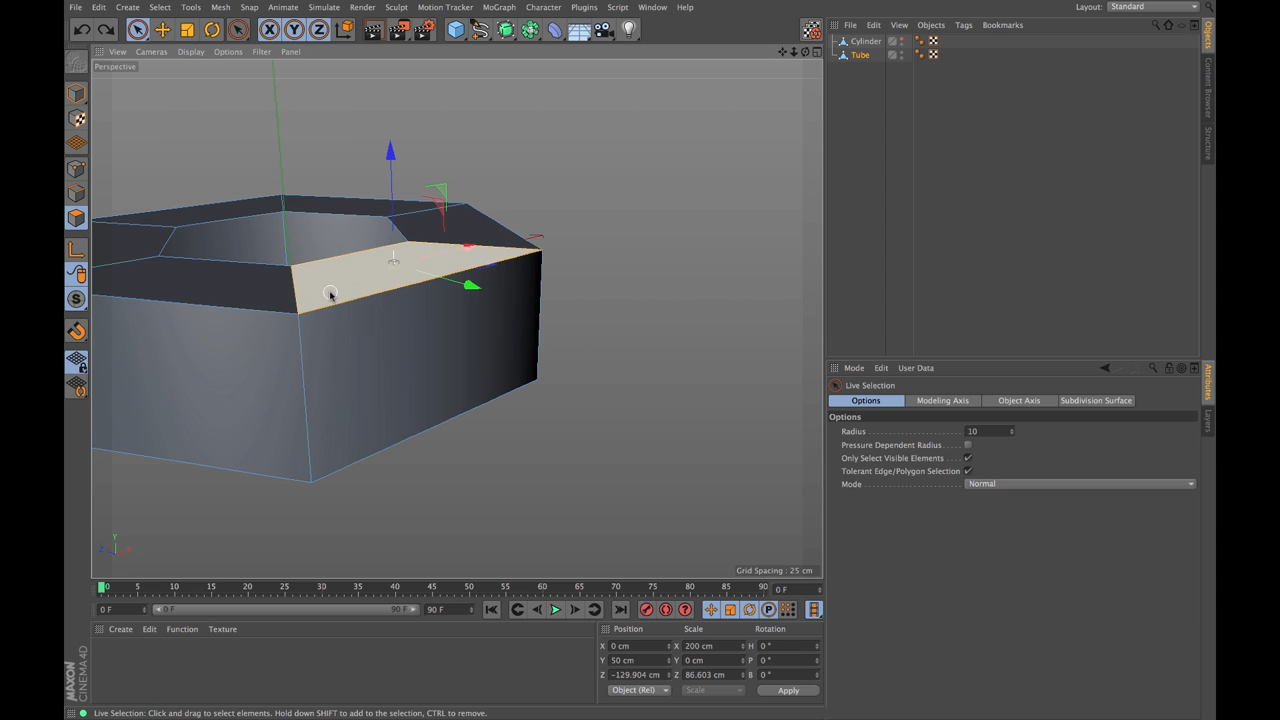 File Edit Create Select Tools Mesh Snap Animate Simulate Render Sculpt Motion Tracker MoGraph Character Plugins Script Window Help Layout: Standard
X Y Z
File Edit View Objects Tags Bookmarks
View Cameras Display Options Filter Panel
Perspective
Cylinder
Tube
Objects
Content Browser
Structure
S
Mode Edit User Data
Live Selection
Options Modeling Axis Object Axis Subdivision Surface
Options
Radius 10
Pressure Dependent Radius
Only Select Visible Elements
Tolerant Edge/Polygon Selection
Mode Normal
Attributes
Layers
Y
Z X
Grid Spacing : 25 cm
0 5 10 15 20 25 30 35 40 45 50 55 60 65 70 75 80 85 90 0 F
0 F 0 F 90 F 90 F P
Create Edit Function Texture
Position Scale Rotation
X 0 cm X 200 cm H 0 °
Y 50 cm Y 0 cm P 0 °
Z -129.904 cm Z 86.603 cm B 0 °
Object (Rel) Scale Apply
MAXON
CINEMA 4D
Live Selection: Click and drag to select elements. Hold down SHIFT to add to the selection, CTRL to remove.